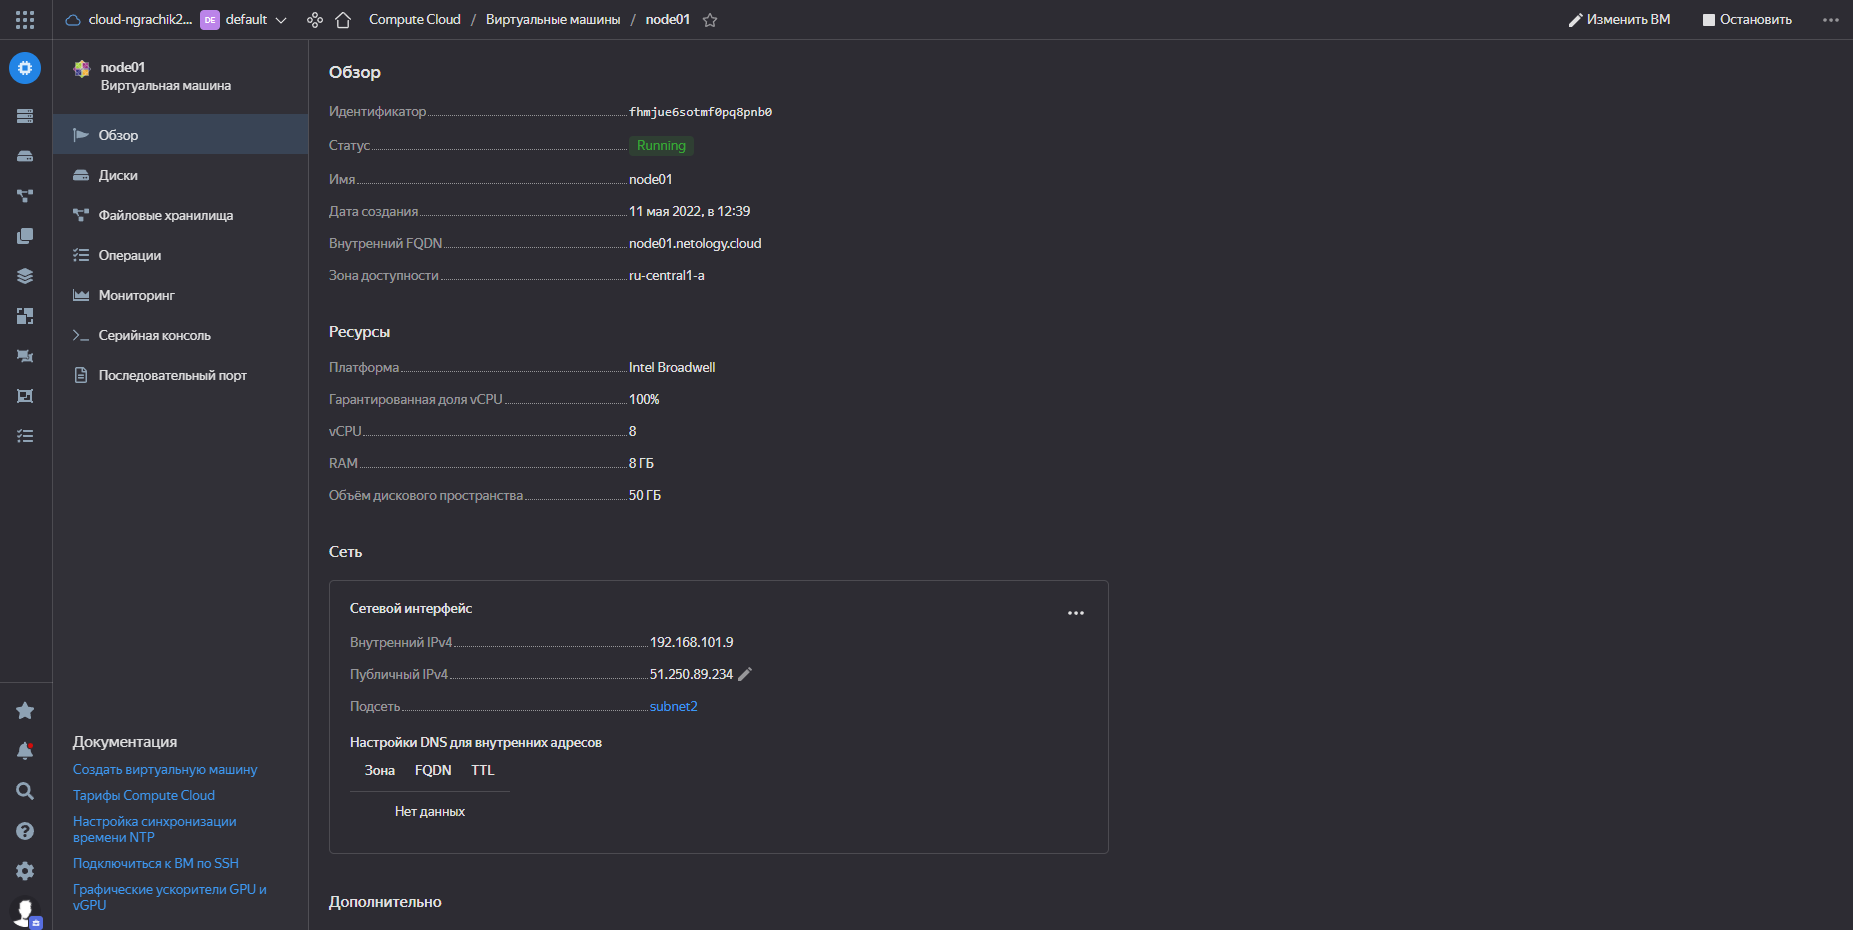 cloud-ngrachik2... DE default Compute Cloud / Виртуальные машины / node01 Изменить ВМ Остановить
node01
Виртуальная машина
Обзор
Диски
Файловые хранилища
Операции
Мониторинг
Серийная консоль
Последовательный порт
Документация
Создать виртуальную машину
Тарифы Compute Cloud
Настройка синхронизации
времени NTP
Подключиться к ВМ по SSH
Графические ускорители GPU и
vGPU
Обзор
Идентификатор fhmjue6sotmf0pq8pnb0
Статус Running
Имя node01
Дата создания 11 мая 2022, в 12:39
Внутренний FQDN node01.netology.cloud
Зона доступности ru-central1-a
Ресурсы
Платформа Intel Broadwell
Гарантированная доля vCPU 100%
vCPU 8
RAM 8 ГБ
Объём дискового пространства 50 ГБ
Сеть
Сетевой интерфейс
Внутренний IPv4 192.168.101.9
Публичный IPv4 51.250.89.234
Подсеть subnet2
Настройки DNS для внутренних адресов
Зона FQDN TTL
Нет данных
Дополнительно